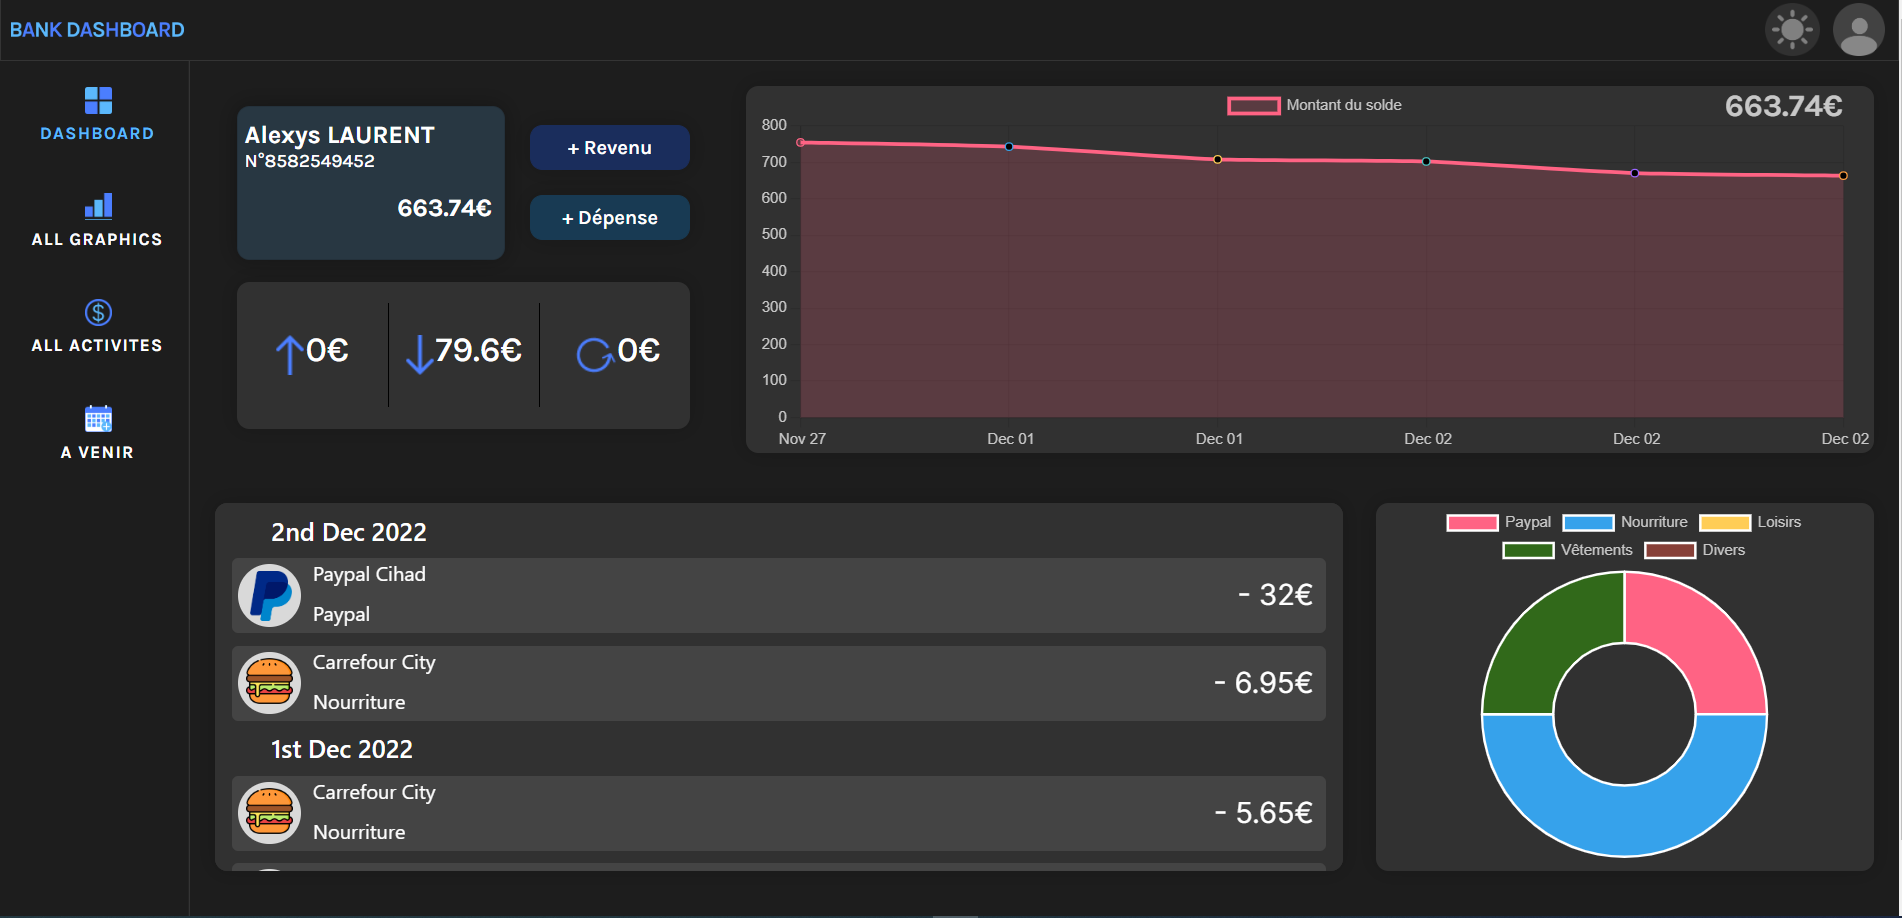 BANK DASHBOARD
DASHBOARD
ALL GRAPHICS
ALL ACTIVITES
A VENIR
Alexys LAURENT
N°8582549452
663.74€
+ Revenu
+ Dépense
0€
79.6€
0€
Montant du solde
663.74€
800
700
600
500
400
300
200
100
0
Nov 27 Dec 01 Dec 01 Dec 02 Dec 02 Dec 02
2nd Dec 2022
Paypal Cihad
Paypal
- 32€
Carrefour City
Nourriture
- 6.95€
1st Dec 2022
Carrefour City
Nourriture
- 5.65€
Paypal Nourriture Loisirs
Vêtements Divers